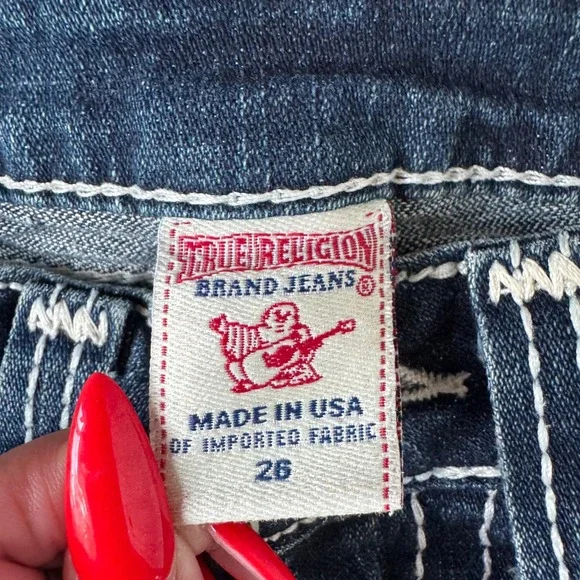 TRUE RELIGION
BRAND JEANS®
MADE IN USA
OF IMPORTED FABRIC
26